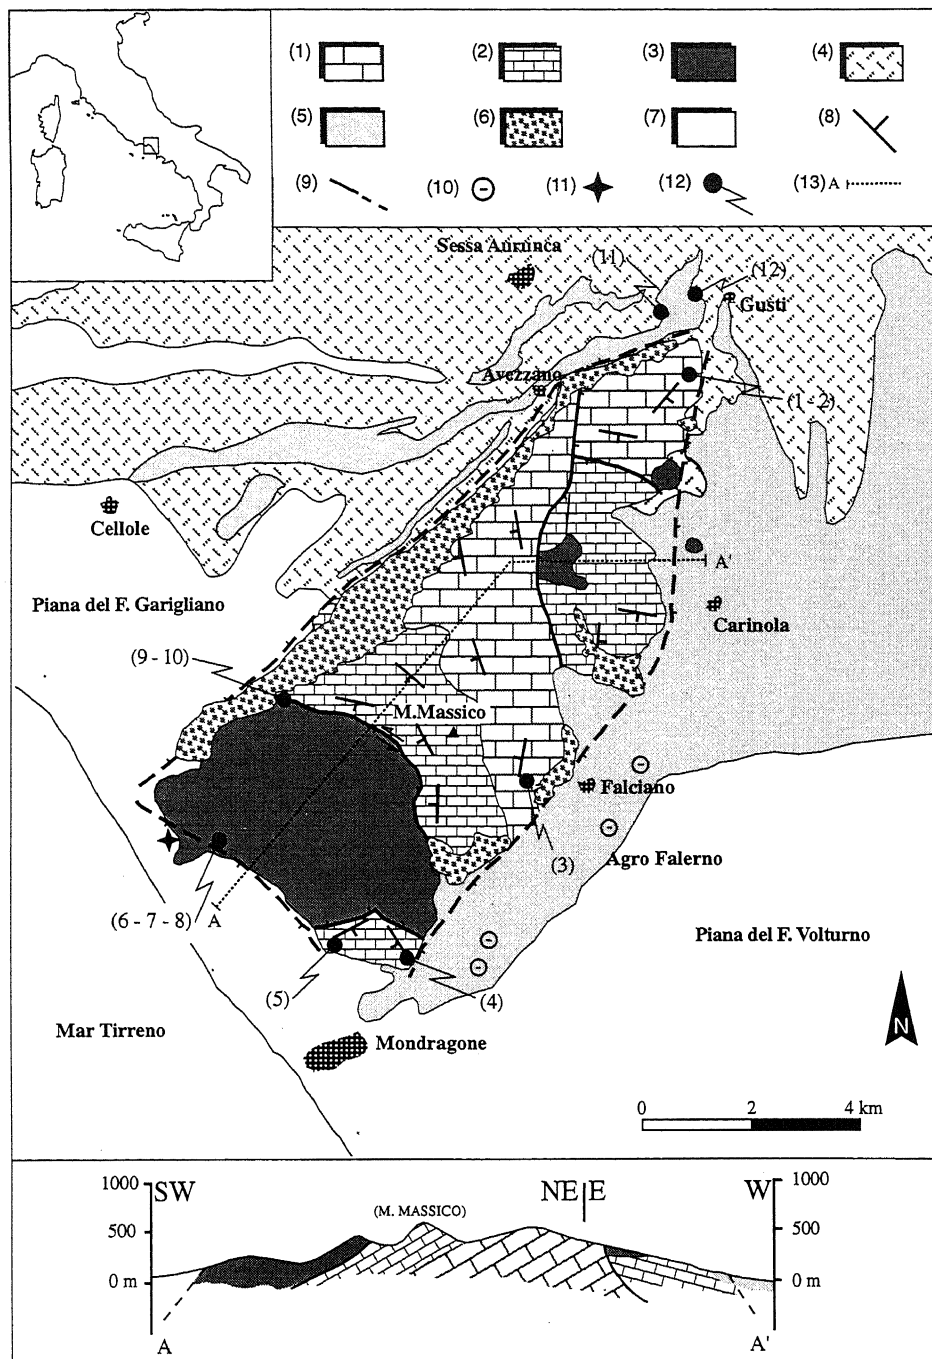 (1) (2) (3) (4)
(5) (6) (7) (8)
(9) (10) (11) (12) (13) A
Sessa Aurunca
(11)
(12)
Gusti
Avezzano
(1 - 2)
Cellole
A'
Piana del F. Garigliano
Carinola
(9 - 10)
M.Massico
Falciano
Agro Falerno
(3)
(6 - 7 - 8)
A
Piana del F. Volturno
(5)
(4)
Mar Tirreno
Mondragone
N
0 2 4 km
1000 SW NE E W 1000
(M. MASSICO)
500 500
0 m 0 m
A A'